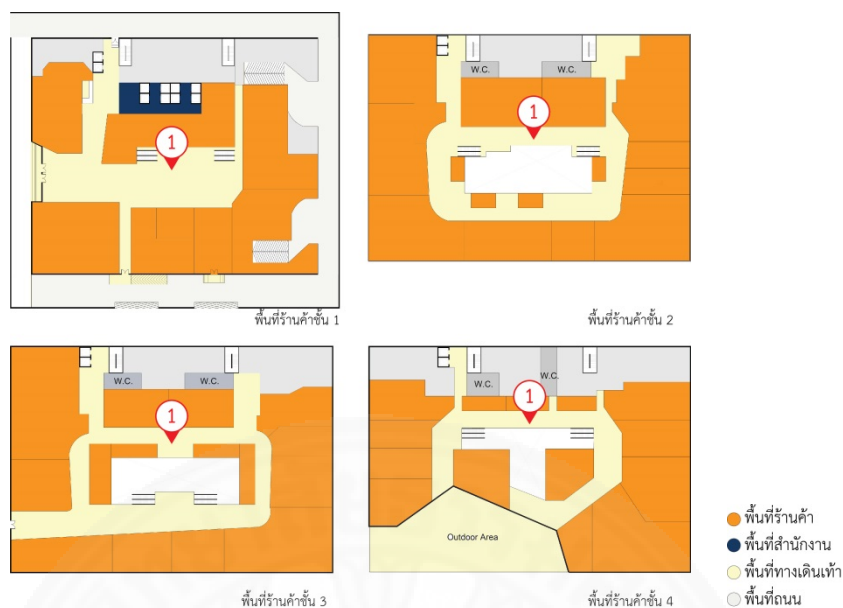 1
1
พื้นที่ร้านค้าชั้น 1
W.C.
W.C.
พื้นที่ร้านค้าชั้น 2
W.C.
W.C.
1
พื้นที่ร้านค้าชั้น 3
W.C.
W.C.
1
Outdoor Area
พื้นที่ร้านค้าชั้น 4
พื้นที่ร้านค้า
พื้นที่สำนักงาน
พื้นที่ทางเดินเท้า
พื้นที่ถนน